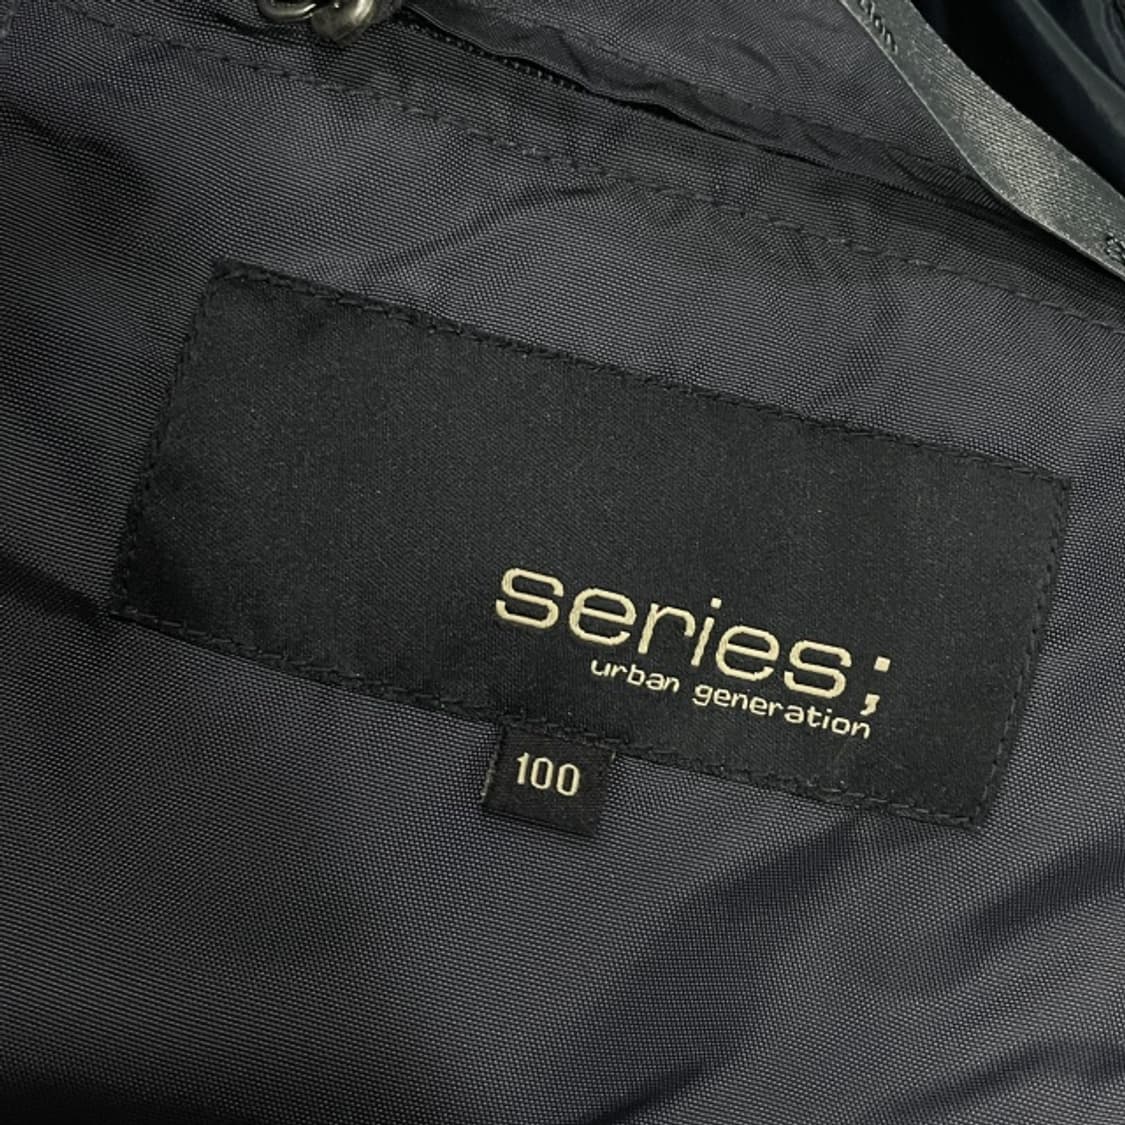 series;
urban generation
100